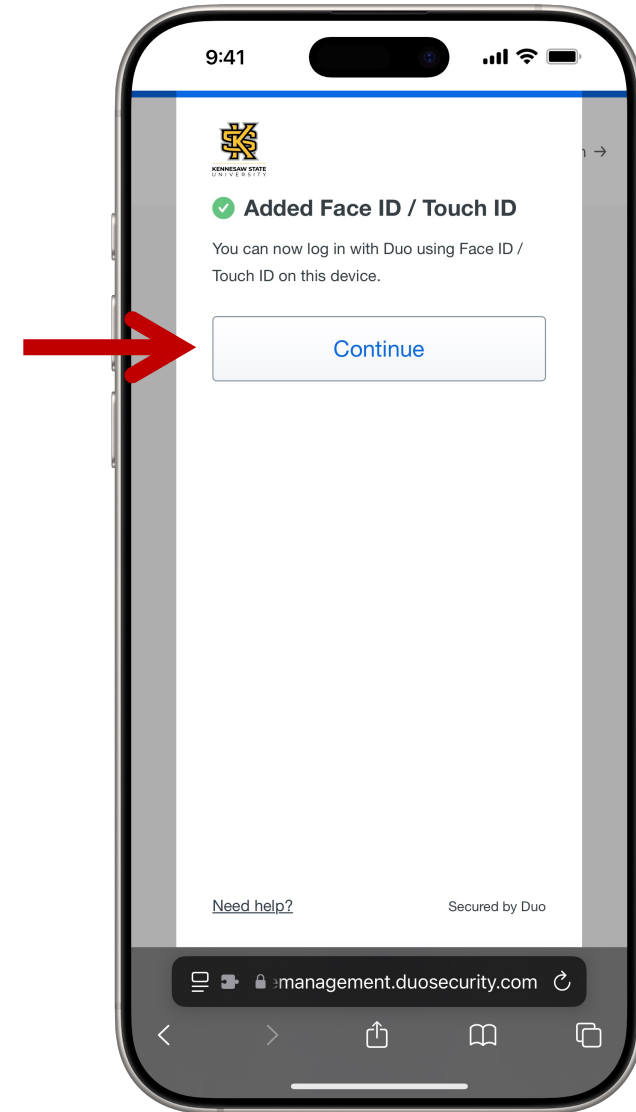 9:41
KENNESAW STATE
UNIVERSITY
Added Face ID / Touch ID
You can now log in with Duo using Face ID /
Touch ID on this device.
Continue
Need help?
Secured by Duo
management.duosecurity.com